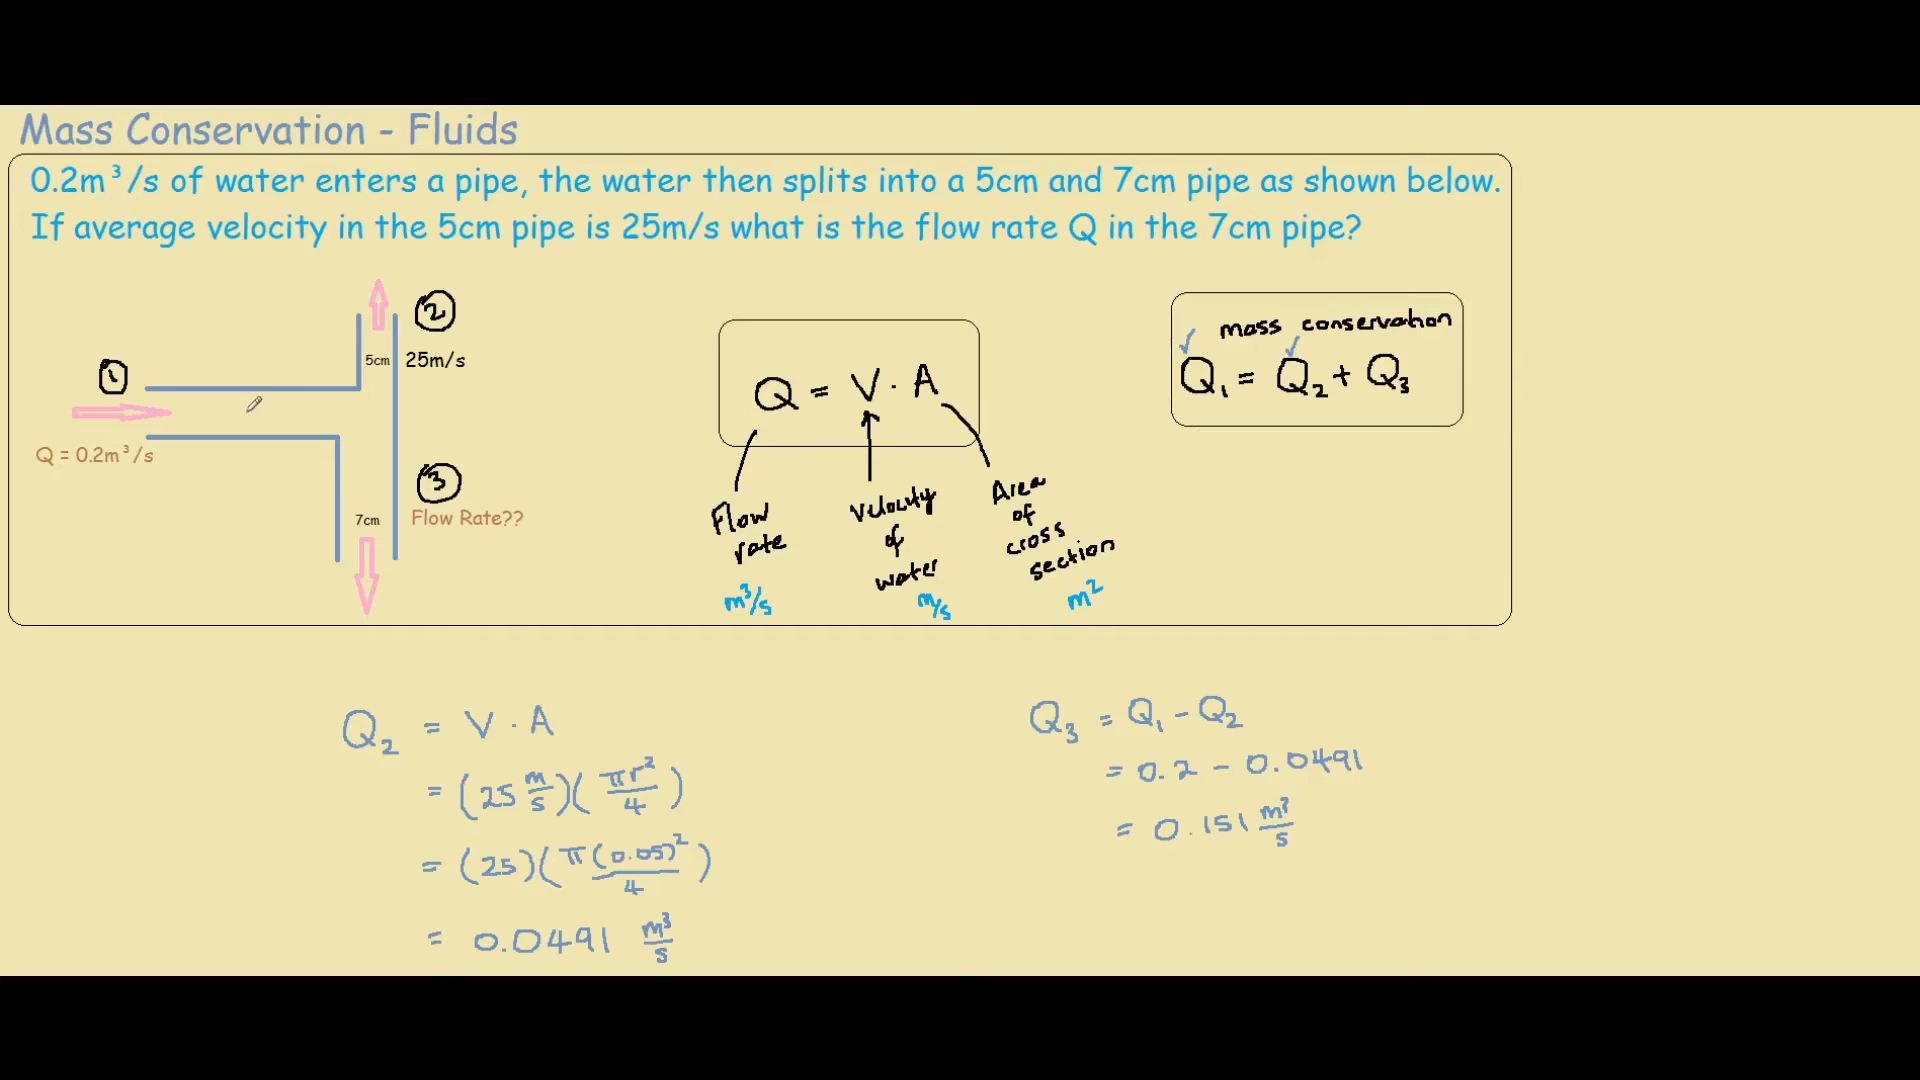 Mass Conservation - Fluids
0.2m³/s of water enters a pipe, the water then splits into a 5cm and 7cm pipe as shown below.
If average velocity in the 5cm pipe is 25m/s what is the flow rate Q in the 7cm pipe?
1
Q = 0.2m³/s
2
5cm 25m/s
3
7cm Flow Rate??
Q = V · A
Flow
rate
m³/s
Velocity
of
water
m/s
Area
of
cross
section
m²
✓ mass conservation
✓
Q₁ = Q₂ + Q₃
Q₂ = V · A
= (25 m/s)(πr²/4)
= (25)(π(0.05)²/4)
= 0.0491 m³/s
Q₃ = Q₁ - Q₂
= 0.2 - 0.0491
= 0.151 m³/s